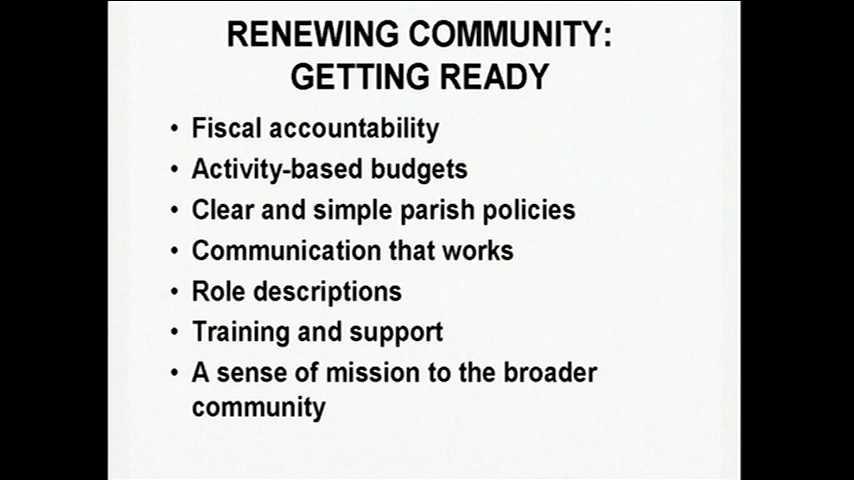 RENEWING COMMUNITY:
GETTING READY
• Fiscal accountability
• Activity-based budgets
• Clear and simple parish policies
• Communication that works
• Role descriptions
• Training and support
• A sense of mission to the broader
community